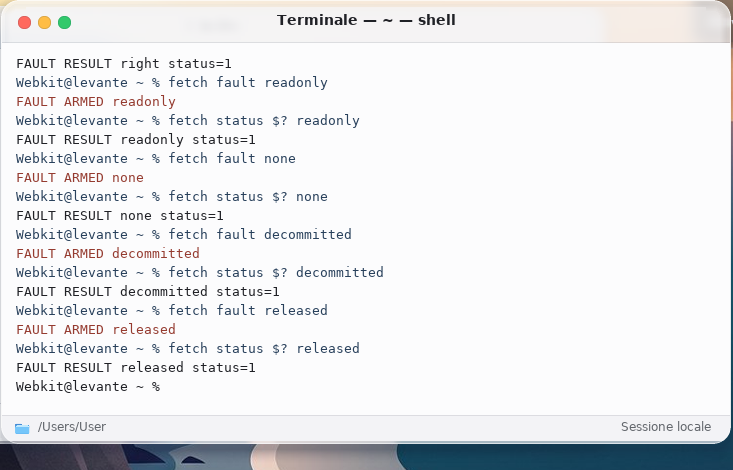 Terminale — ~ — shell
FAULT RESULT right status=1
Webkit@levante ~ % fetch fault readonly
FAULT ARMED readonly
Webkit@levante ~ % fetch status $? readonly
FAULT RESULT readonly status=1
Webkit@levante ~ % fetch fault none
FAULT ARMED none
Webkit@levante ~ % fetch status $? none
FAULT RESULT none status=1
Webkit@levante ~ % fetch fault decommitted
FAULT ARMED decommitted
Webkit@levante ~ % fetch status $? decommitted
FAULT RESULT decommitted status=1
Webkit@levante ~ % fetch fault released
FAULT ARMED released
Webkit@levante ~ % fetch status $? released
FAULT RESULT released status=1
Webkit@levante ~ %
/Users/User
Sessione locale